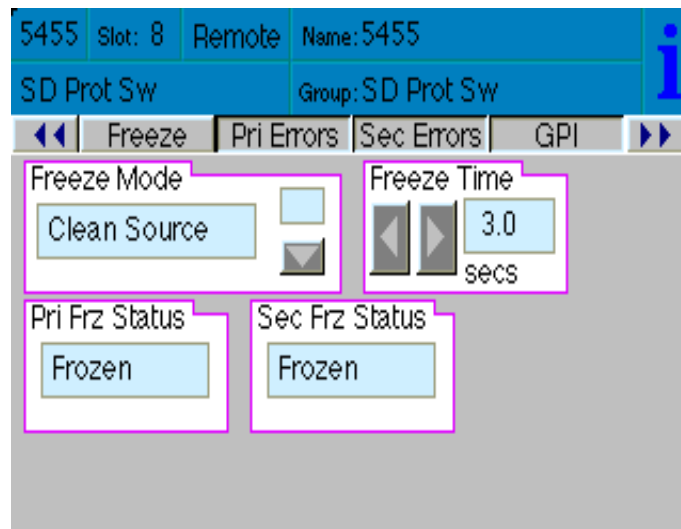 5455 Slot: 8 Remote Name:5455
SD Prot Sw Group:SD Prot Sw
i
Freeze Pri Errors Sec Errors GPI
Freeze Mode Freeze Time
Clean Source 3.0
secs
Pri Frz Status Sec Frz Status
Frozen Frozen